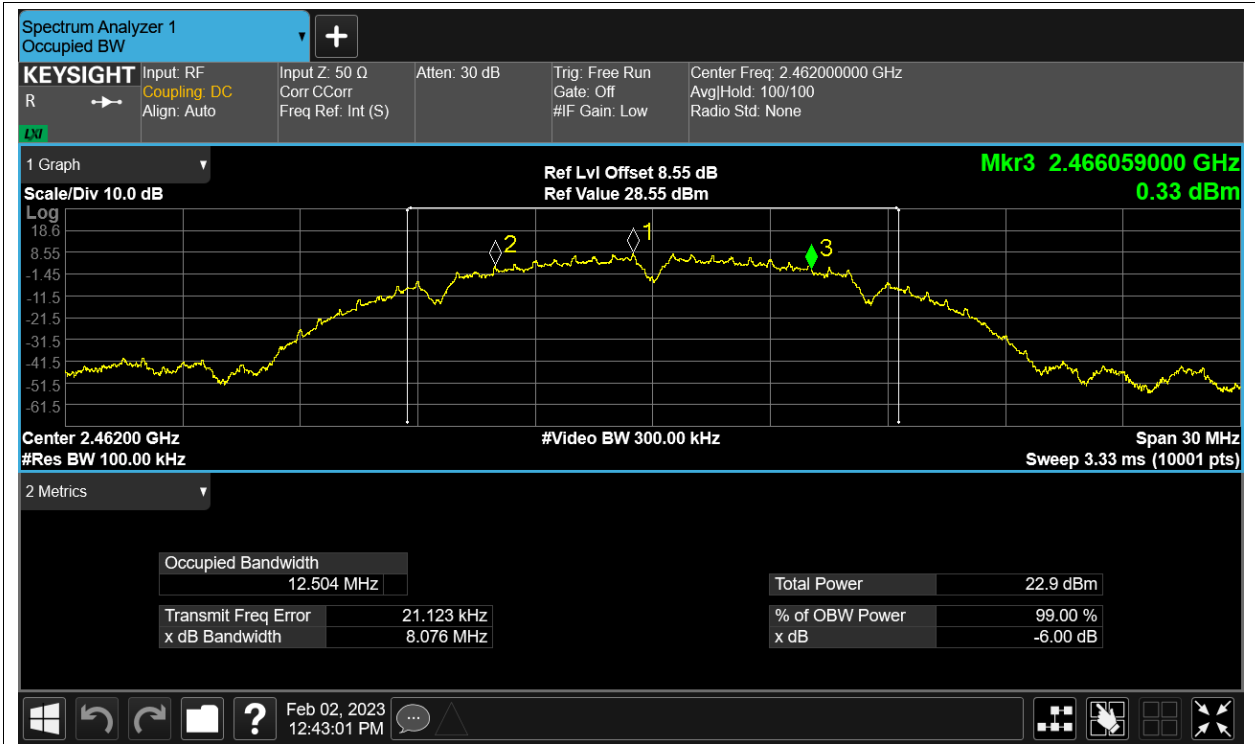 Spectrum Analyzer 1
Occupied BW
+
KEYSIGHT
R
LXI
Input: RF
Coupling: DC
Align: Auto
Input Z: 50 Ω
Corr CCorr
Freq Ref: Int (S)
Atten: 30 dB
Trig: Free Run
Gate: Off
#IF Gain: Low
Center Freq: 2.462000000 GHz
Avg|Hold: 100/100
Radio Std: None
1 Graph
Scale/Div 10.0 dB
Ref Lvl Offset 8.55 dB
Ref Value 28.55 dBm
Mkr3 2.466059000 GHz
0.33 dBm
Log
18.6
8.55
-1.45
-11.5
-21.5
-31.5
-41.5
-51.5
-61.5
2
1
3
Center 2.46200 GHz
#Res BW 100.00 kHz
#Video BW 300.00 kHz
Span 30 MHz
Sweep 3.33 ms (10001 pts)
2 Metrics
Occupied Bandwidth
12.504 MHz
Transmit Freq Error 21.123 kHz
x dB Bandwidth 8.076 MHz
Total Power 22.9 dBm
% of OBW Power 99.00 %
x dB -6.00 dB
?
Feb 02, 2023
12:43:01 PM